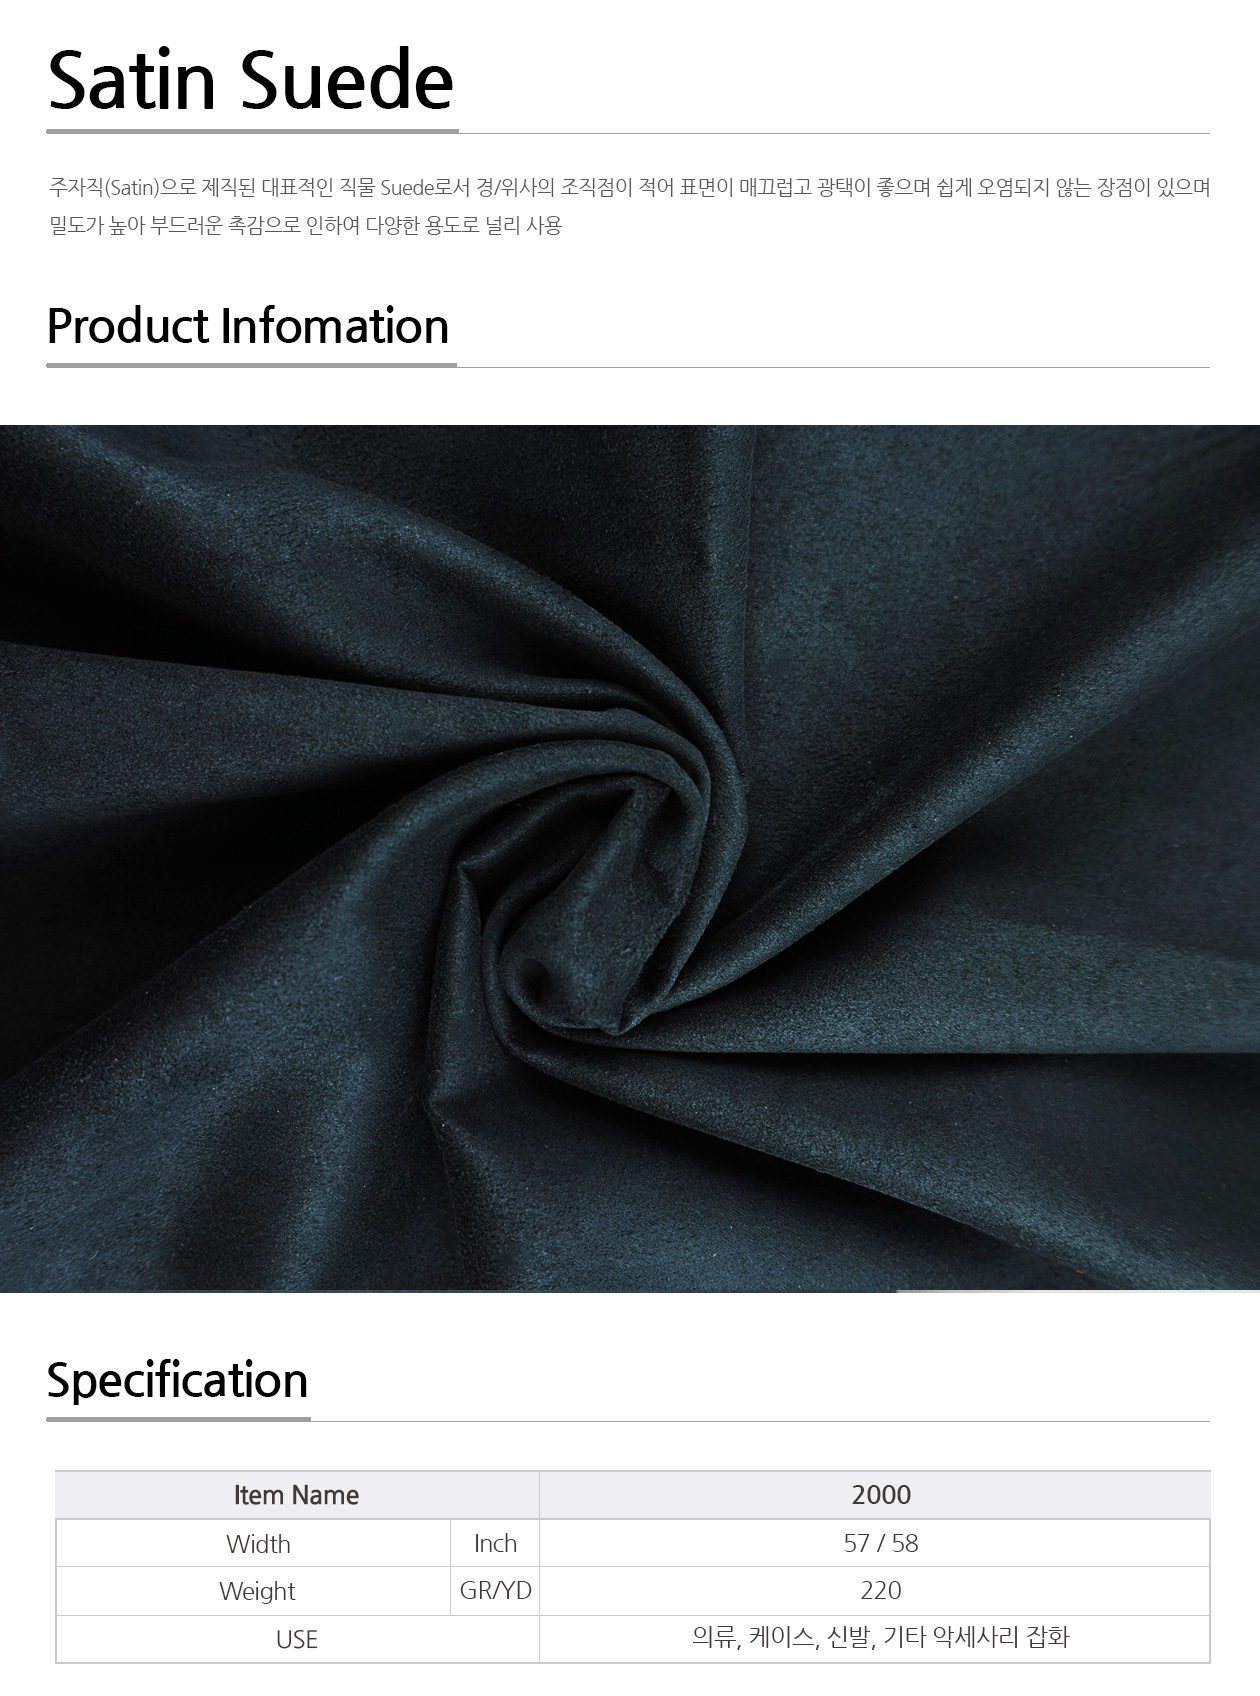 Satin Suede
주자직(Satin)으로 제직된 대표적인 직물 Suede로서 경/위사의 조직점이 적어 표면이 매끄럽고 광택이 좋으며 쉽게 오염되지 않는 장점이 있으며
밀도가 높아 부드러운 촉감으로 인하여 다양한 용도로 널리 사용
Product Infomation
Specification
Item Name 2000
Width Inch 57 / 58
Weight GR/YD 220
USE 의류, 케이스, 신발, 기타 악세사리 잡화